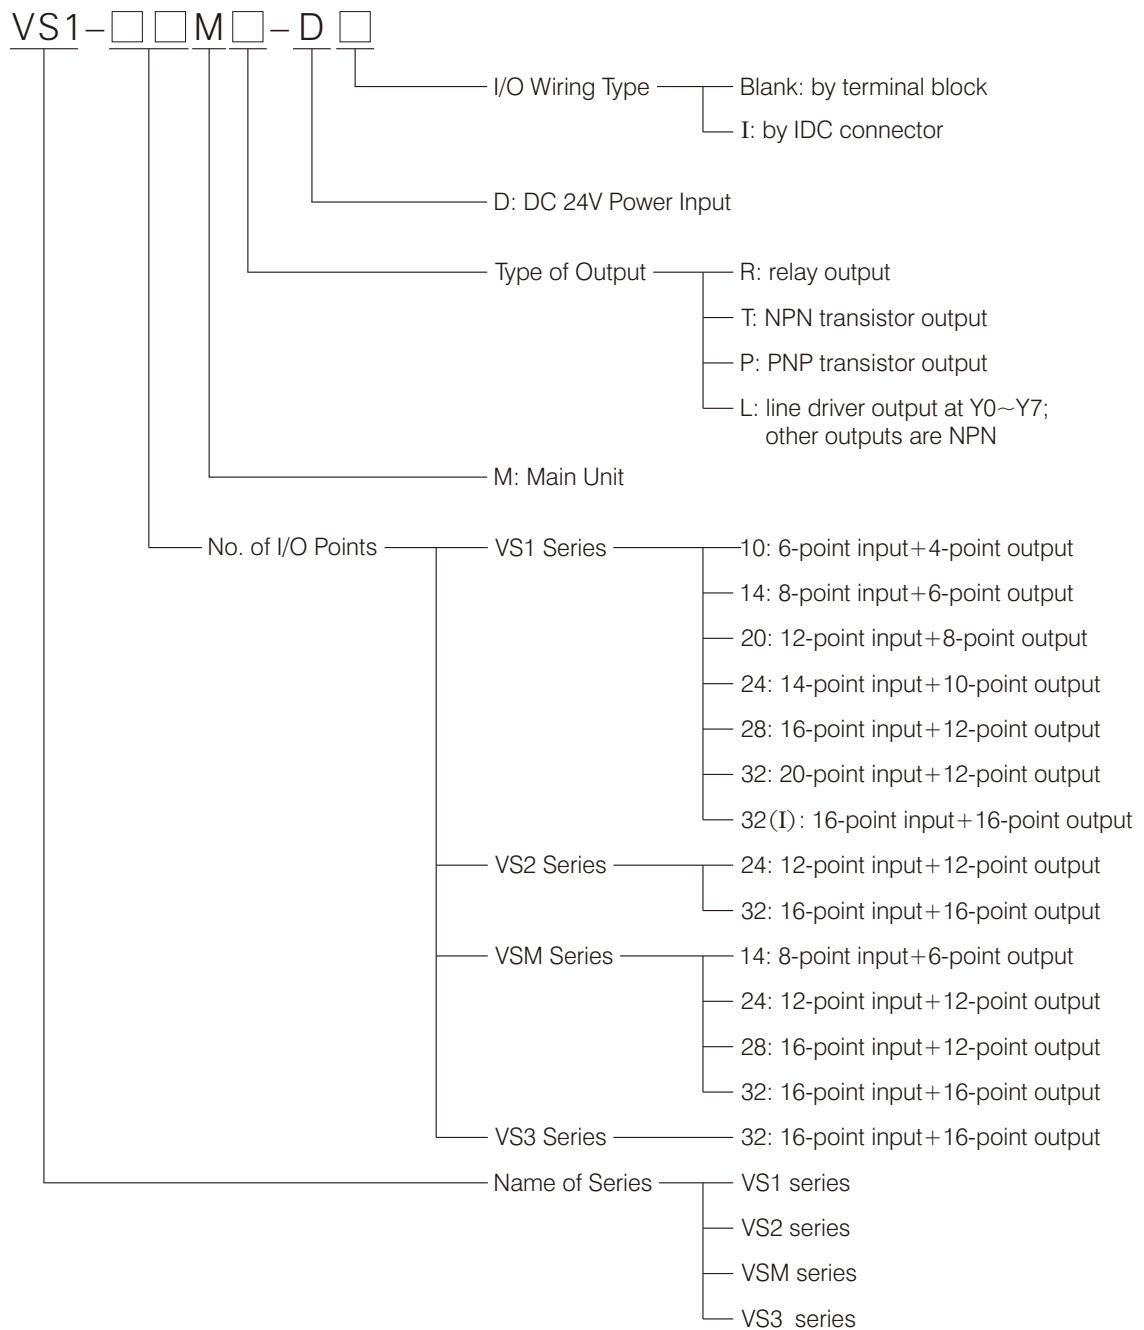 VS1-□□M□-D□
I/O Wiring Type
Blank: by terminal block
I: by IDC connector
D: DC 24V Power Input
Type of Output
R: relay output
T: NPN transistor output
P: PNP transistor output
L: line driver output at Y0~Y7;
other outputs are NPN
M: Main Unit
No. of I/O Points
VS1 Series
10: 6-point input+4-point output
14: 8-point input+6-point output
20: 12-point input+8-point output
24: 14-point input+10-point output
28: 16-point input+12-point output
32: 20-point input+12-point output
32(I): 16-point input+16-point output
VS2 Series
24: 12-point input+12-point output
32: 16-point input+16-point output
VSM Series
14: 8-point input+6-point output
24: 12-point input+12-point output
28: 16-point input+12-point output
32: 16-point input+16-point output
VS3 Series
32: 16-point input+16-point output
Name of Series
VS1 series
VS2 series
VSM series
VS3 series